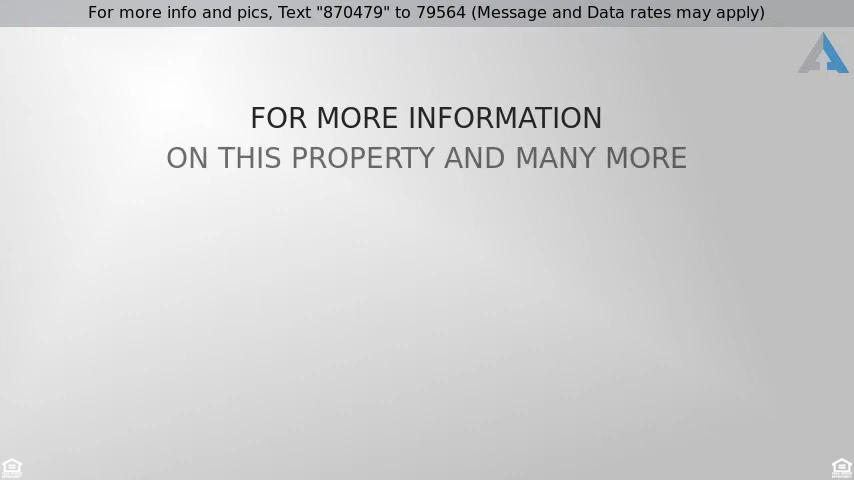 For more info and pics, Text "870479" to 79564 (Message and Data rates may apply)
FOR MORE INFORMATION
ON THIS PROPERTY AND MANY MORE